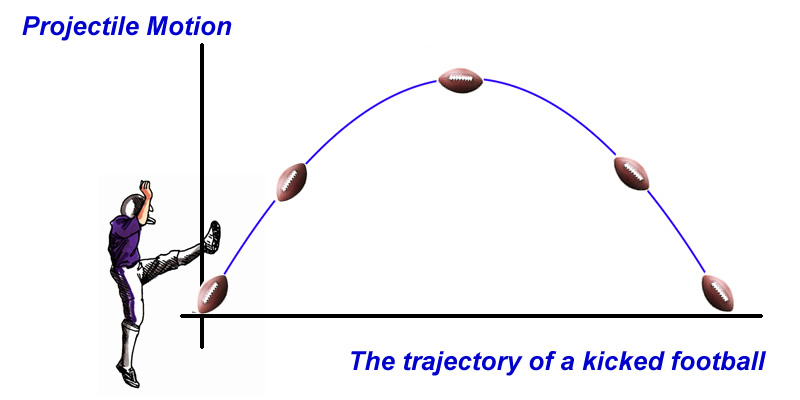 Projectile Motion
The trajectory of a kicked football